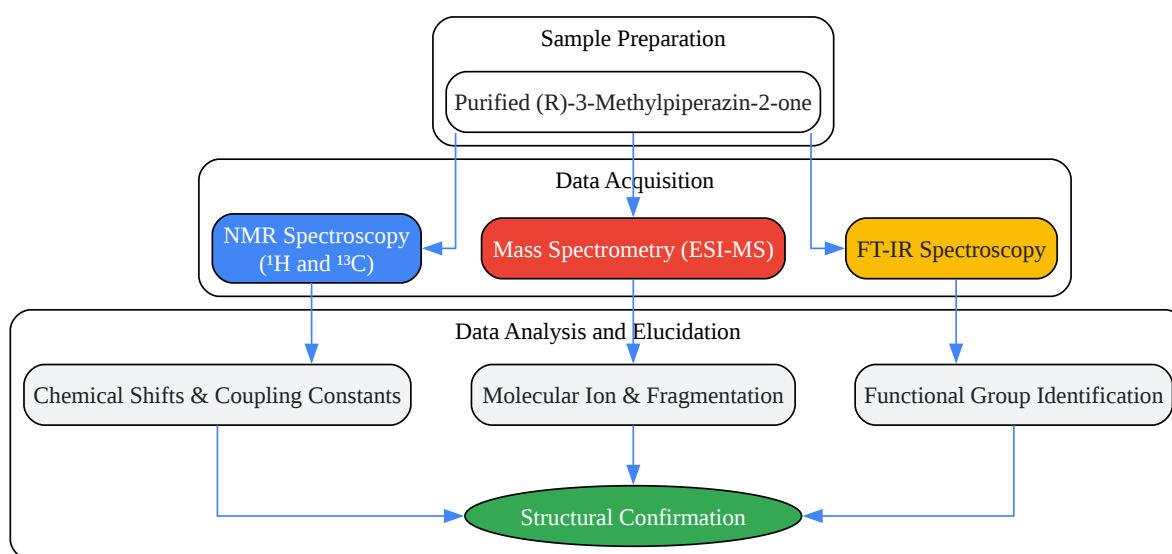 Sample Preparation
Purified (R)-3-Methylpiperazin-2-one
Data Acquisition
NMR Spectroscopy
(¹H and ¹³C)
Mass Spectrometry (ESI-MS)
FT-IR Spectroscopy
Data Analysis and Elucidation
Chemical Shifts & Coupling Constants
Molecular Ion & Fragmentation
Functional Group Identification
Structural Confirmation